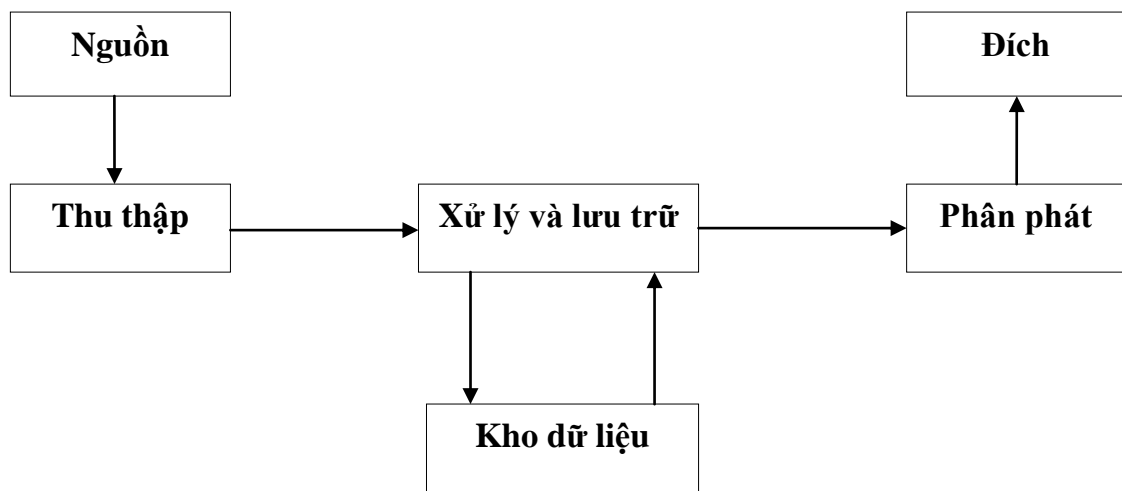 Nguồn
Đích
Thu thập
Xử lý và lưu trữ
Phân phát
Kho dữ liệu